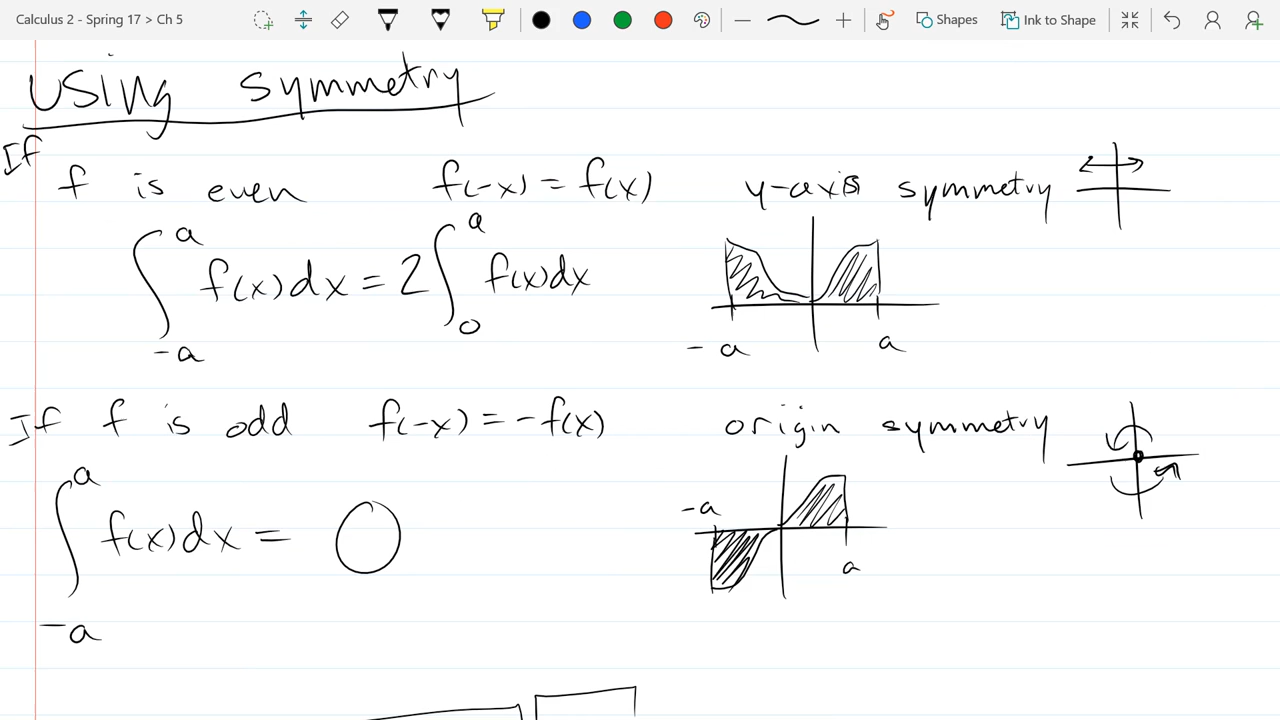 Calculus 2 - Spring 17 > Ch 5 Shapes Ink to Shape
Using symmetry
If
f is even f(-x) = f(x) y-axis symmetry
∫_{-a}^{a} f(x)dx = 2∫_{0}^{a} f(x)dx
-a a
If f is odd f(-x) = -f(x) origin symmetry
∫_{-a}^{a} f(x)dx = 0
-a a